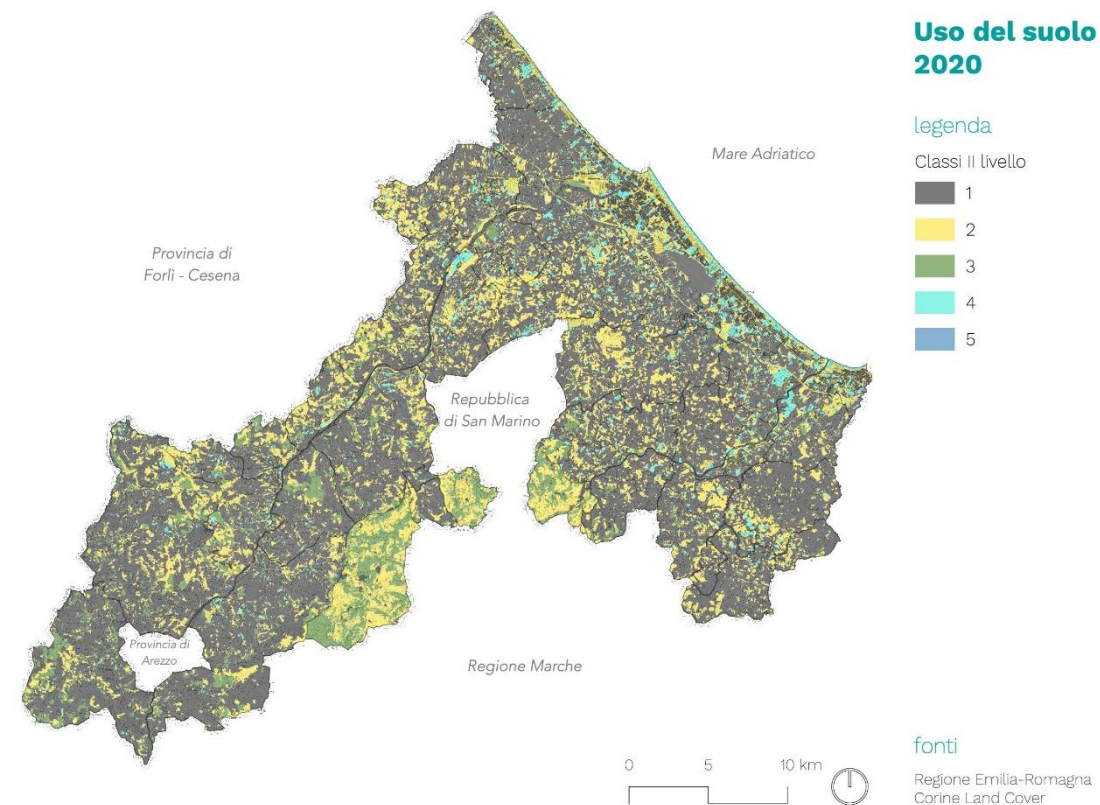 Uso del suolo
2020
legenda
Classi II livello
1
2
3
4
5
Mare Adriatico
Provincia di
Forlì - Cesena
Repubblica
di San Marino
Provincia di
Arezzo
Regione Marche
0 5 10 km
fonti
Regione Emilia-Romagna
Corine Land Cover